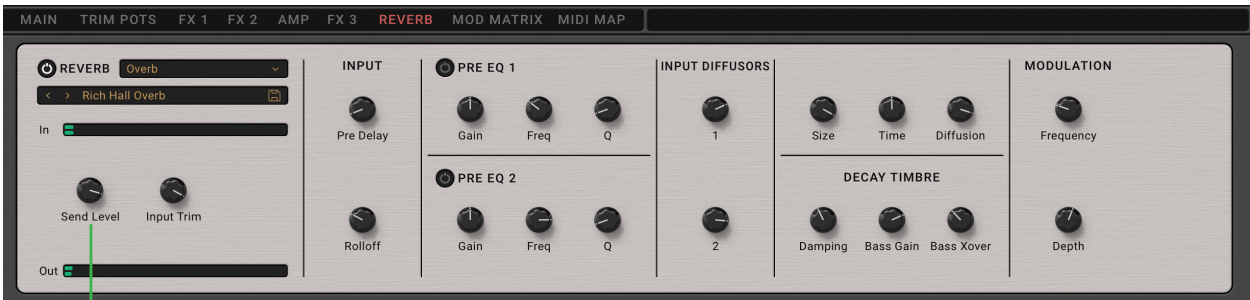 MAIN TRIM POTS FX 1 FX 2 AMP FX 3 REVERB MOD MATRIX MIDI MAP
REVERB Overb
Rich Hall Overb
In
Send Level Input Trim
Out
INPUT
Pre Delay
Rolloff
PRE EQ 1
Gain Freq Q
PRE EQ 2
Gain Freq Q
INPUT DIFFUSORS
1
2
Size Time Diffusion
DECAY TIMBRE
Damping Bass Gain Bass Xover
MODULATION
Frequency
Depth